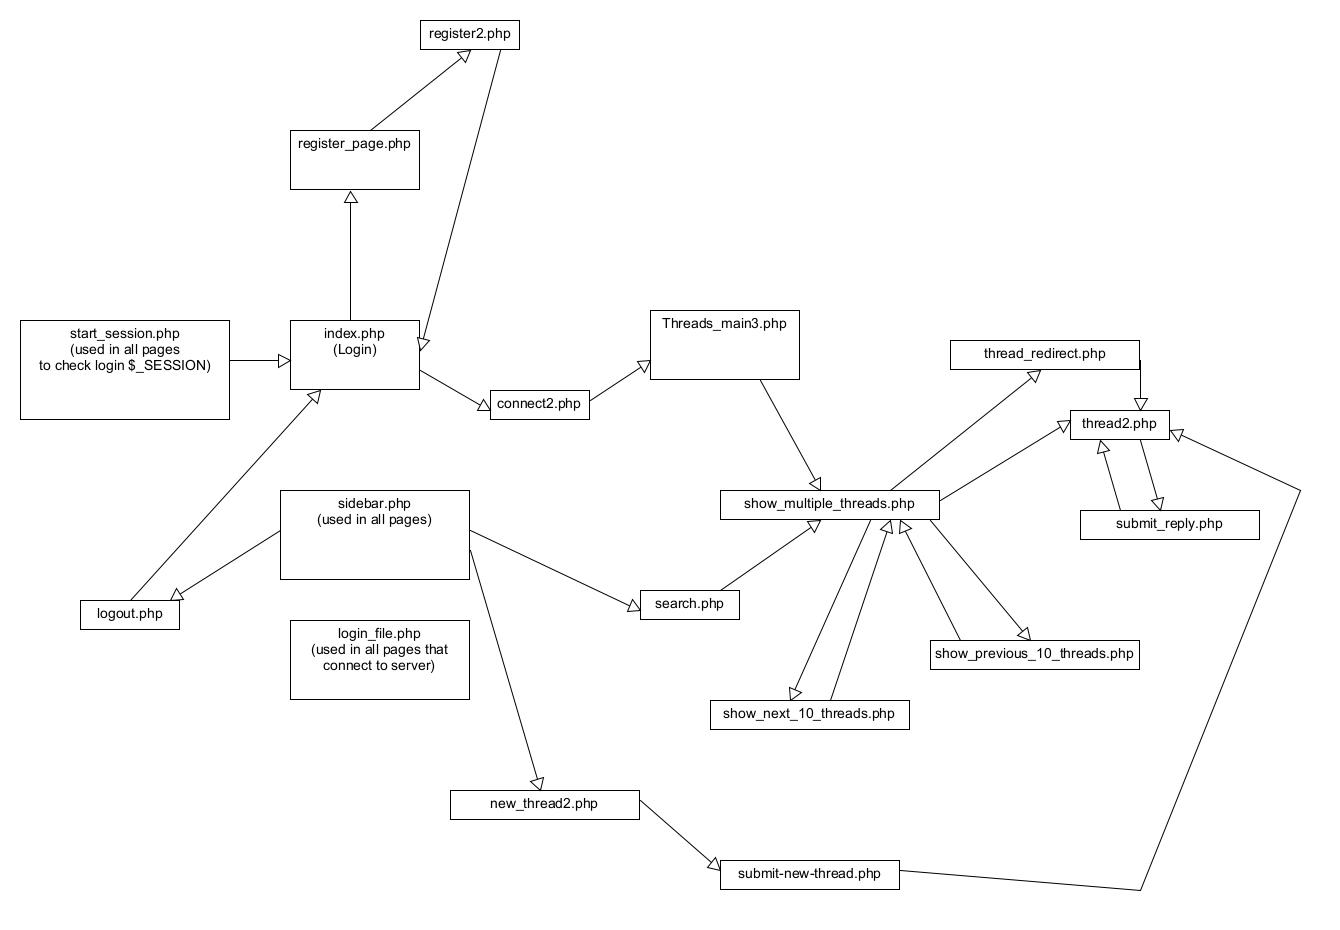 register2.php
register_page.php
start_session.php
(used in all pages
to check login $_SESSION)
index.php
(Login)
Threads_main3.php
thread_redirect.php
connect2.php
thread2.php
sidebar.php
(used in all pages)
show_multiple_threads.php
submit_reply.php
logout.php
search.php
login_file.php
(used in all pages that
connect to server)
show_previous_10_threads.php
show_next_10_threads.php
new_thread2.php
submit-new-thread.php